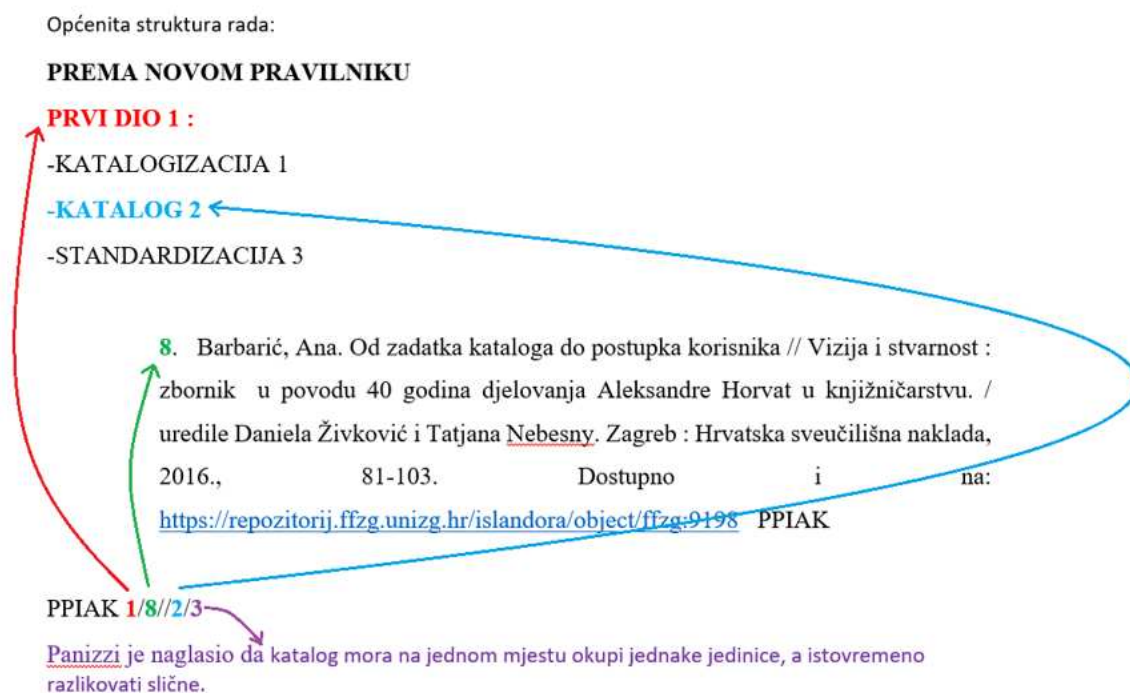 Općenita struktura rada:
PREMA NOVOM PRAVILNIKU
PRVI DIO 1 :
-KATALOGIZACIJA 1
-KATALOG 2
-STANDARDIZACIJA 3
8. Barbarić, Ana. Od zadatka kataloga do postupka korisnika // Vizija i stvarnost :
zbornik u povodu 40 godina djelovanja Aleksandre Horvat u knjižničarstvu. /
uredile Daniela Živković i Tatjana Nebesny. Zagreb : Hrvatska sveučilišna naklada,
2016., 81-103. Dostupno i na:
https://repozitorij.ffzg.unizg.hr/islandora/object/ffzg:9198 PPIAK
PPIAK 1/8//2/3
Panizzi je naglasio da katalog mora na jednom mjestu okupi jednake jedinice, a istovremeno
razlikovati slične.